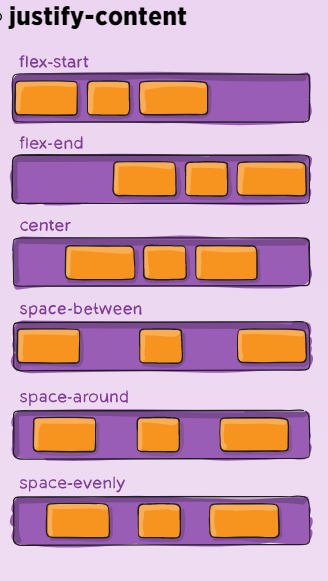 justify-content
flex-start
flex-end
center
space-between
space-around
space-evenly